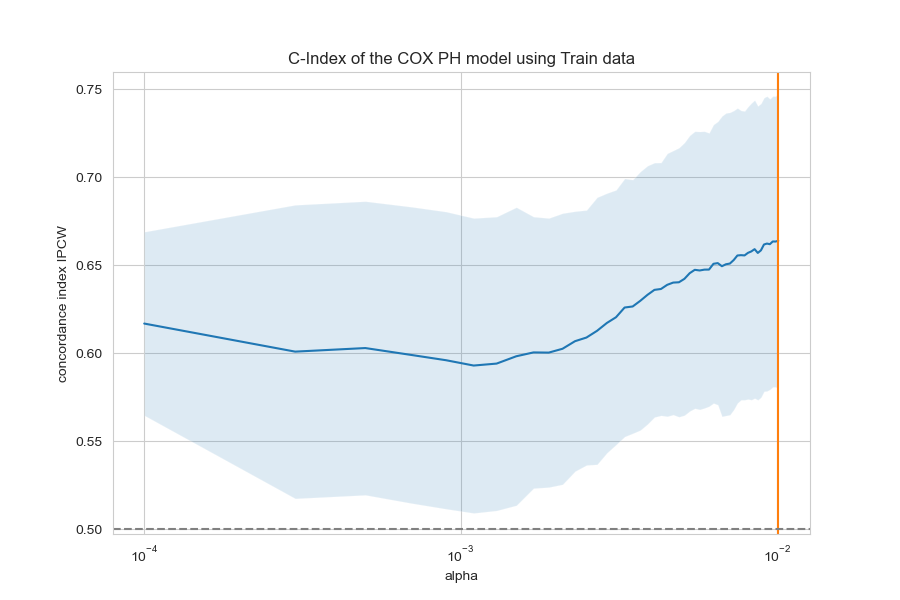 C-Index of the COX PH model using Train data
concordance index IPCW
0.75
0.70
0.65
0.60
0.55
0.50
10⁻⁴ 10⁻³ 10⁻²
alpha